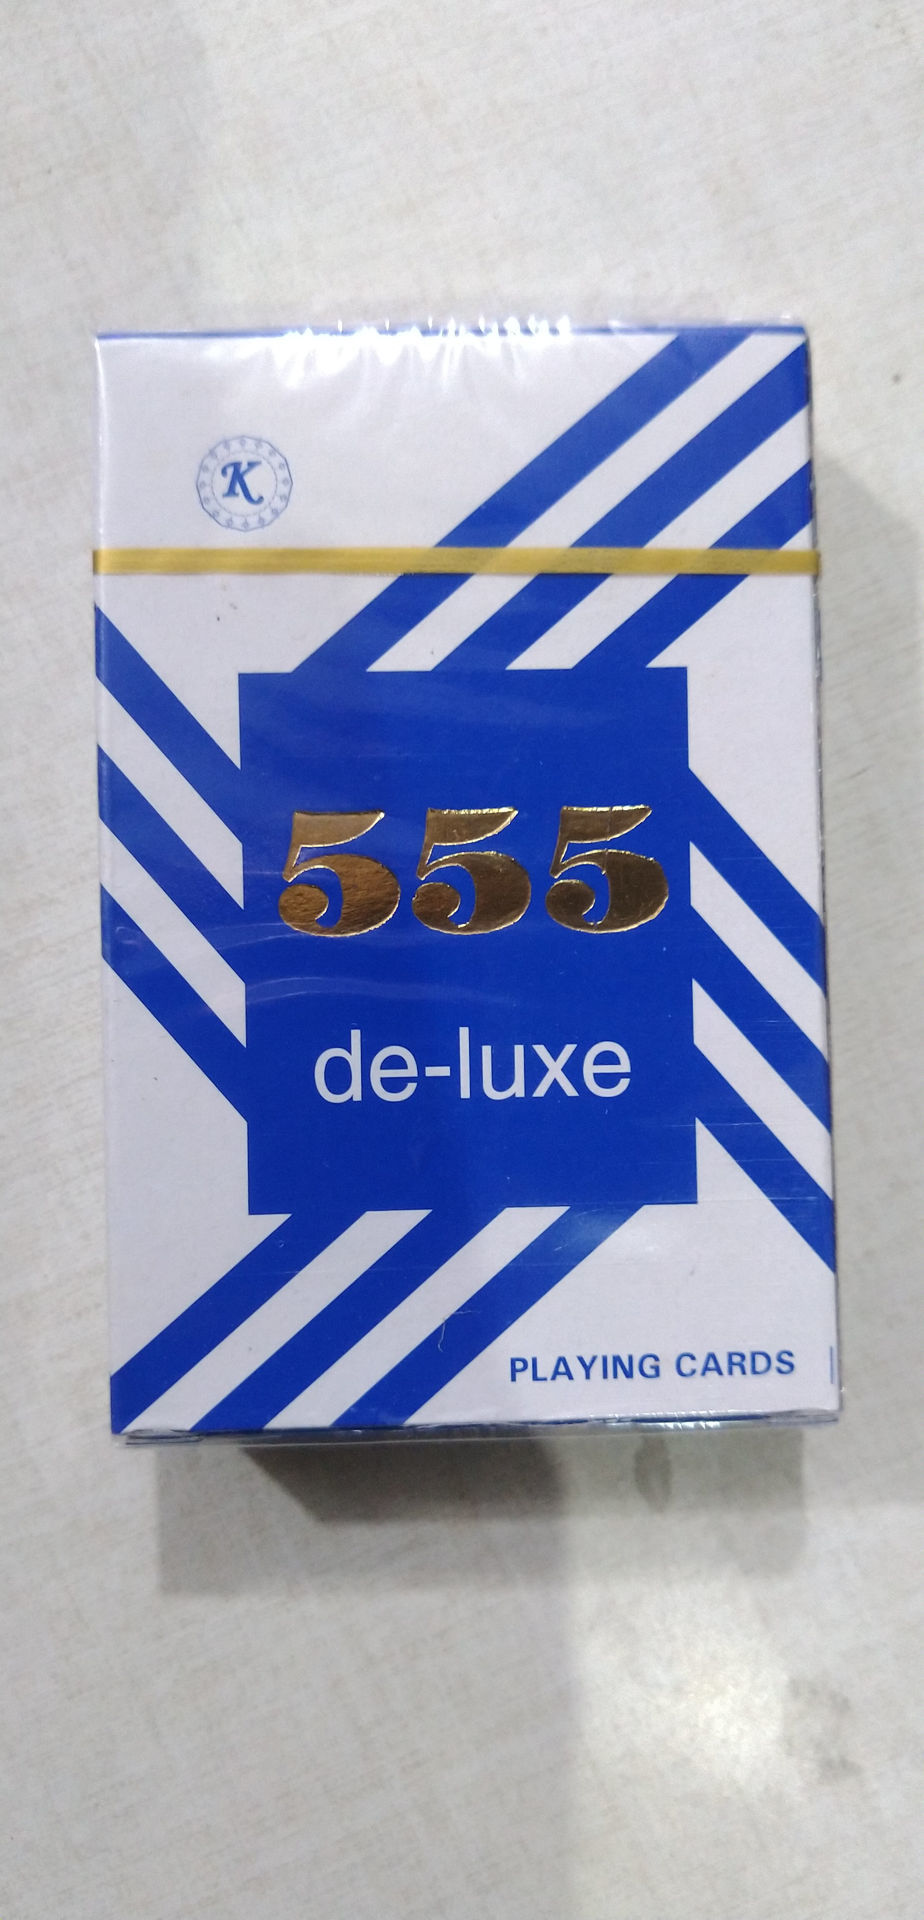 K
555
de-luxe
PLAYING CARDS